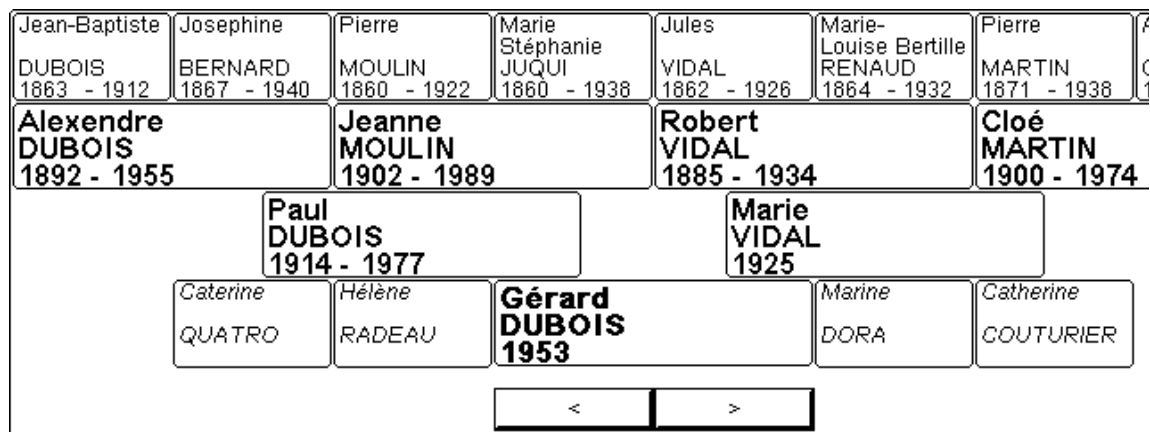 Jean-Baptiste
DUBOIS
1863 - 1912
Josephine
BERNARD
1867 - 1940
Pierre
MOULIN
1860 - 1922
Marie
Stéphanie
JUQUI
1860 - 1938
Jules
VIDAL
1862 - 1926
Marie-
Louise Bertille
RENAUD
1864 - 1932
Pierre
MARTIN
1871 - 1938
Alexendre
DUBOIS
1892 - 1955
Jeanne
MOULIN
1902 - 1989
Robert
VIDAL
1885 - 1934
Cloé
MARTIN
1900 - 1974
Paul
DUBOIS
1914 - 1977
Marie
VIDAL
1925
Caterine
QUATRO
Hélène
RADEAU
Gérard
DUBOIS
1953
Marine
DORA
Catherine
COUTURIER
< >